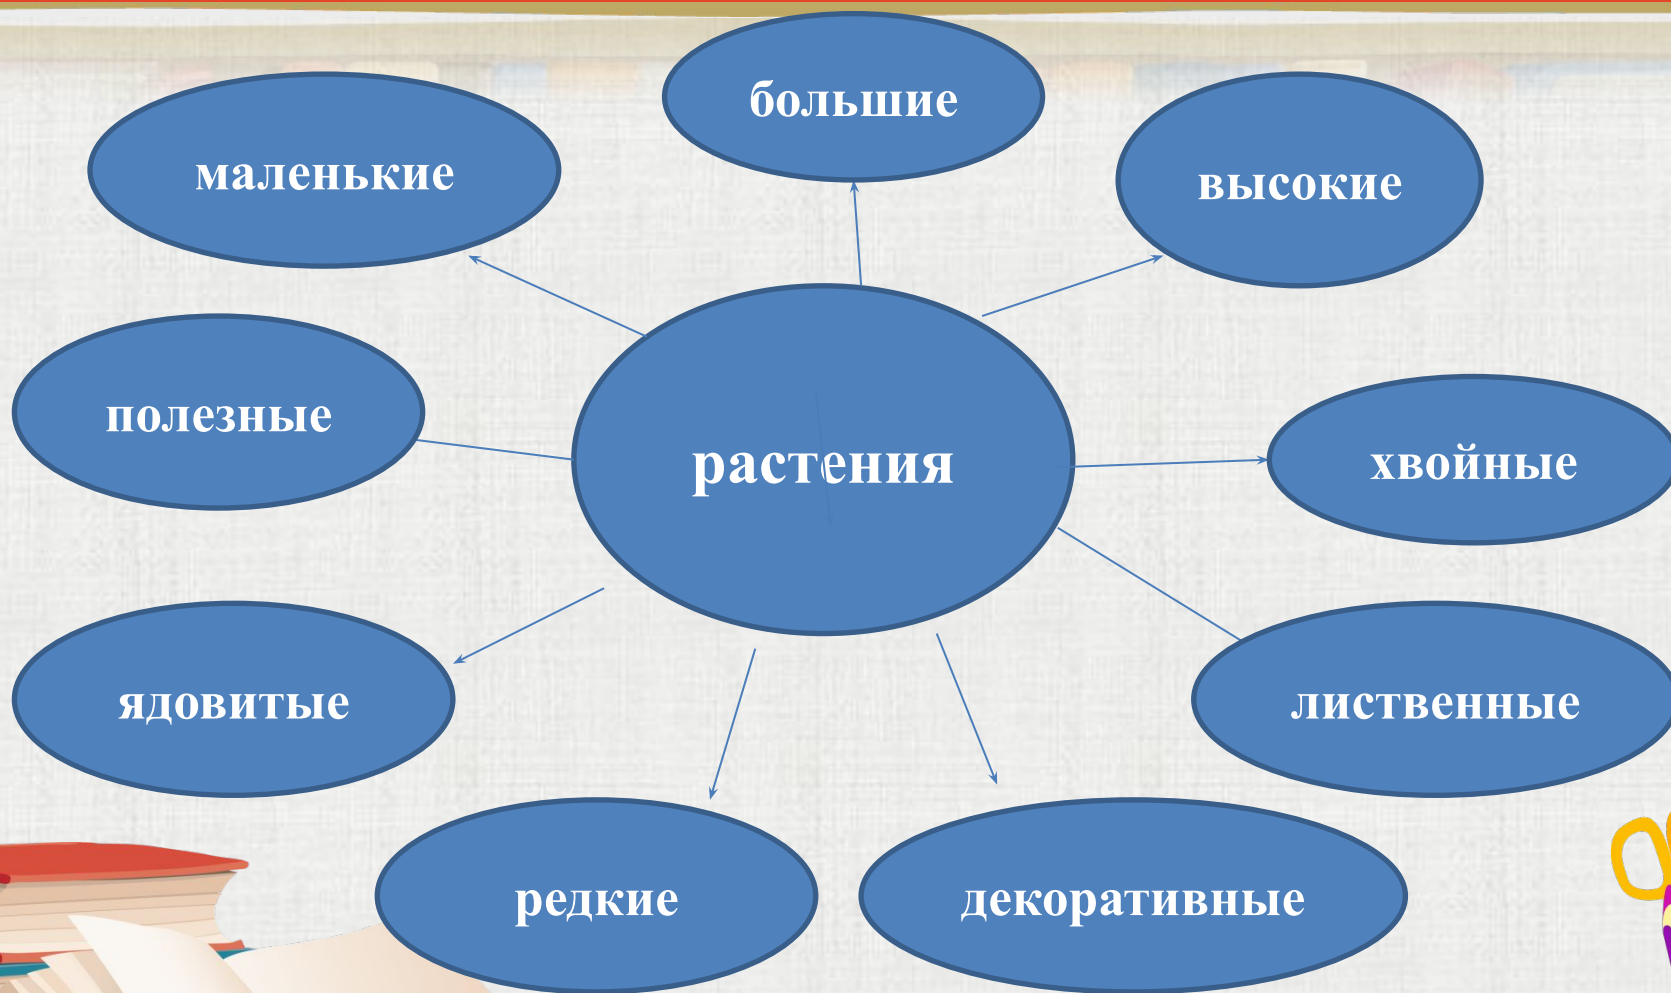 большие
маленькие
высокие
полезные
растения
хвойные
ядовитые
лиственные
редкие
декоративные